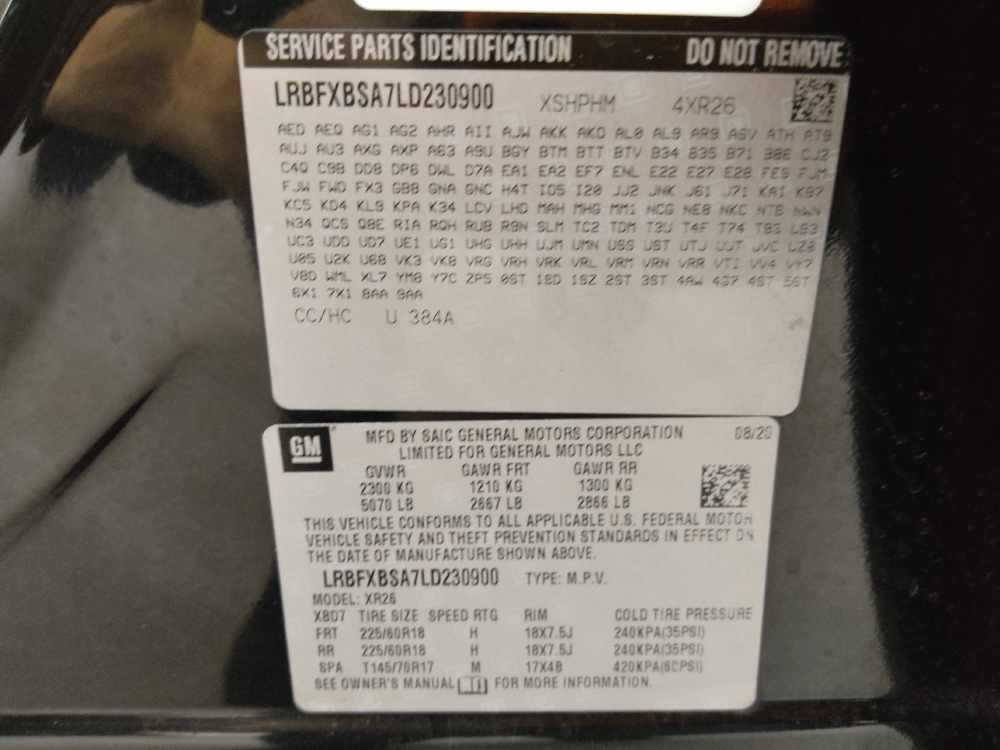 SERVICE PARTS IDENTIFICATION DO NOT REMOVE
LRBFXBSA7LD230900 XSHPHM 4XR26
AED AEQ AG1 AG2 AHR AII AJW AKK AKO AL0 AL9 AR9 ASV ATH AT9
AUJ AU3 AXG AXP A63 A9U BGY BTM BTT BTV B34 B35 B71 B86 CJ2
C4Q C9B DD8 DP6 DWL D7A EA1 EA2 EF7 ENL E22 E27 E28 FE9 FJM
FJW FWD FX3 GB8 GNA GNC H4T IO5 I20 JJ2 JNK J61 J71 KA1 KB7
KC5 KD4 KL9 KPA K34 LCV LHD MAH MHG MM1 NCG NE8 NKC NWN
N34 QCS Q8E RIA RQH RUB R9N SLM TC2 TDM T3U T4F T74 T8S
UC3 UDD UD7 UE1 UG1 UHG UHH UJM UMN USS UST UTJ UUT UVC UZ8
U05 U2K U68 VK3 VK8 VRG VRH VRK VRL VRM VRN VRR VTI VV4 VY7
V8D WML XL7 YM8 Y7C ZP5 0ST 1SD 1SZ 2ST 3ST 4AW 4G7 4ST 5ST
6X1 7X1 8AA 9AA
CC/HC U 384A
GM MFD BY SAIC GENERAL MOTORS CORPORATION 08/20
LIMITED FOR GENERAL MOTORS LLC
GVWR GAWR FRT GAWR RR
2300 KG 1210 KG 1300 KG
5070 LB 2667 LB 2866 LB
THIS VEHICLE CONFORMS TO ALL APPLICABLE U.S. FEDERAL MOTOR
VEHICLE SAFETY AND THEFT PREVENTION STANDARDS IN EFFECT ON
THE DATE OF MANUFACTURE SHOWN ABOVE.
LRBFXBSA7LD230900 TYPE: M.P.V.
MODEL: XR26
XBD7 TIRE SIZE SPEED RTG RIM COLD TIRE PRESSURE
FRT 225/60R18 H 18X7.5J 240KPA(35PSI)
RR 225/60R18 H 18X7.5J 240KPA(35PSI)
SPA T145/70R17 M 17X4B 420KPA(60PSI)
SEE OWNER'S MANUAL FOR MORE INFORMATION.